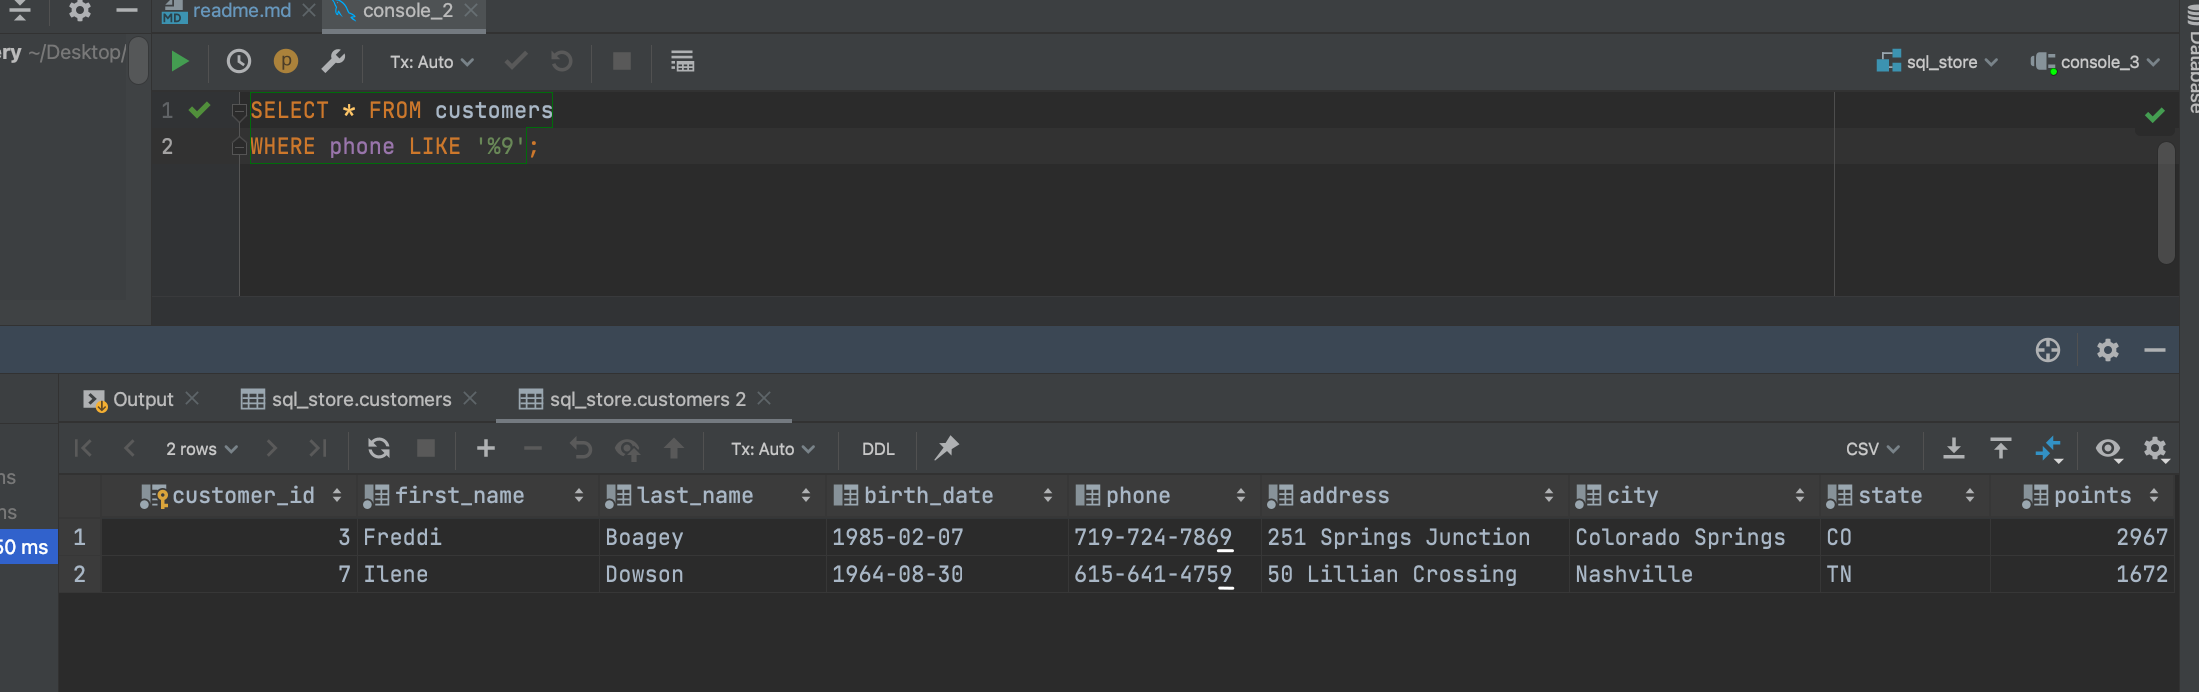 readme.md
console_2
ry ~/Desktop/
Tx: Auto
sql_store
console_3
Database
1 SELECT * FROM customers
2 WHERE phone LIKE '%9';
Output
sql_store.customers
sql_store.customers 2
2 rows
Tx: Auto
DDL
CSV
ms
ms
50 ms
customer_id first_name last_name birth_date phone address city state points
1 3 Freddi Boagey 1985-02-07 719-724-7869 251 Springs Junction Colorado Springs CO 2967
2 7 Ilene Dowson 1964-08-30 615-641-4759 50 Lillian Crossing Nashville TN 1672